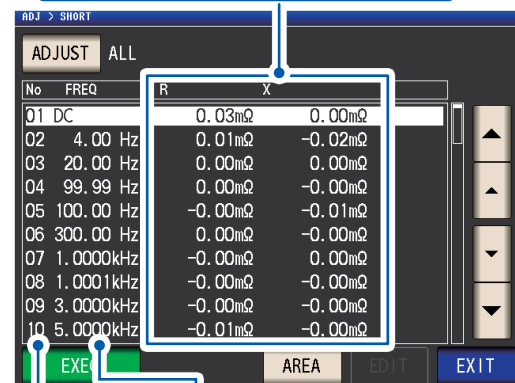 ADJ > SHORT
ADJUST ALL
No FREQ R X
01 DC 0.03mΩ 0.00mΩ
02 4.00 Hz 0.01mΩ -0.02mΩ
03 20.00 Hz 0.00mΩ -0.00mΩ
04 99.99 Hz 0.00mΩ -0.00mΩ
05 100.00 Hz -0.00mΩ -0.01mΩ
06 300.00 Hz 0.00mΩ -0.00mΩ
07 1.0000kHz -0.00mΩ 0.00mΩ
08 1.0001kHz -0.00mΩ -0.00mΩ
09 3.0000kHz -0.00mΩ -0.00mΩ
10 5.0000kHz -0.01mΩ -0.00mΩ
AREA EDIT EXIT